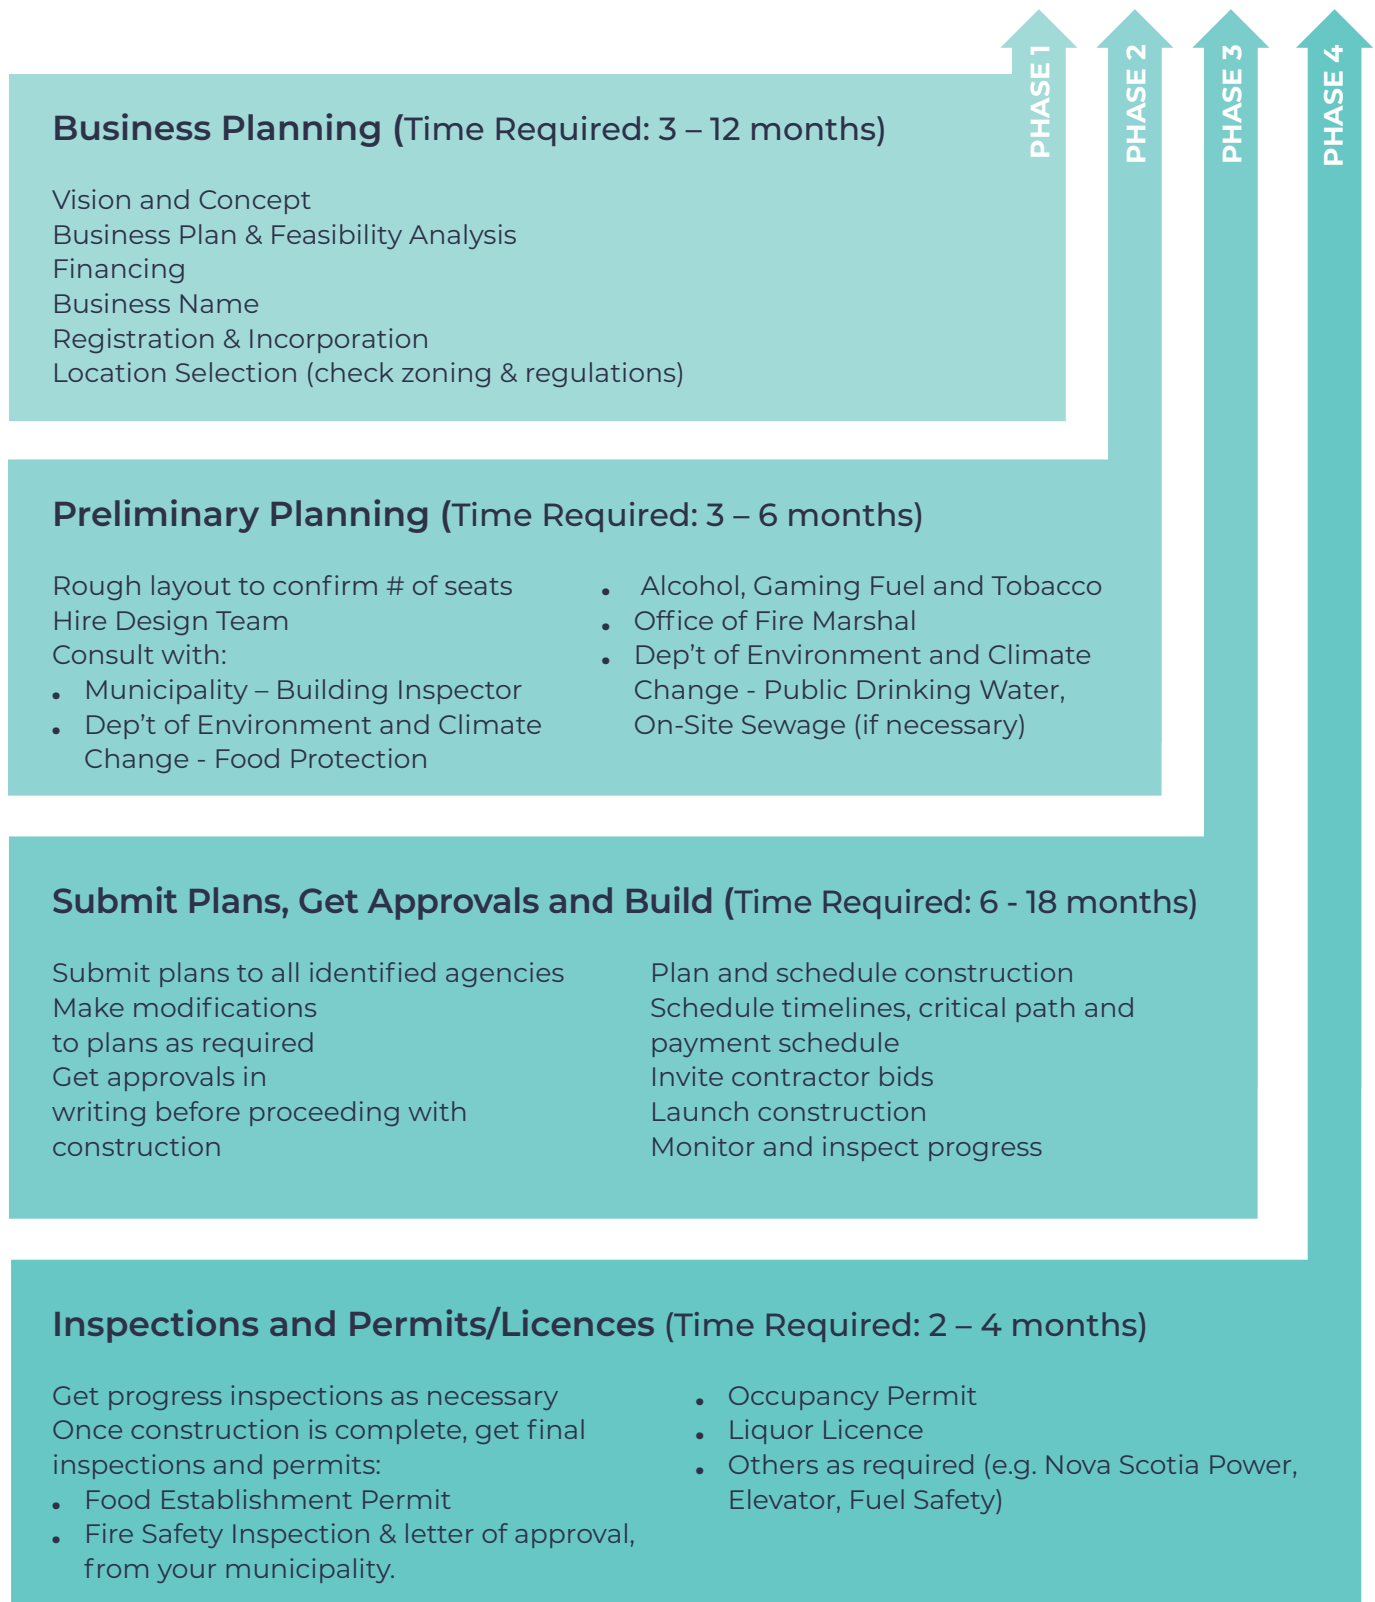 PHASE 1
PHASE 2
PHASE 3
PHASE 4
Business Planning (Time Required: 3 – 12 months)
Vision and Concept
Business Plan & Feasibility Analysis
Financing
Business Name
Registration & Incorporation
Location Selection (check zoning & regulations)
Preliminary Planning (Time Required: 3 – 6 months)
Rough layout to confirm # of seats
Hire Design Team
Consult with:
• Municipality – Building Inspector
• Dep’t of Environment and Climate
Change - Food Protection
• Alcohol, Gaming Fuel and Tobacco
• Office of Fire Marshal
• Dep’t of Environment and Climate
Change - Public Drinking Water,
On-Site Sewage (if necessary)
Submit Plans, Get Approvals and Build (Time Required: 6 - 18 months)
Submit plans to all identified agencies
Make modifications
to plans as required
Get approvals in
writing before proceeding with
construction
Plan and schedule construction
Schedule timelines, critical path and
payment schedule
Invite contractor bids
Launch construction
Monitor and inspect progress
Inspections and Permits/Licences (Time Required: 2 – 4 months)
Get progress inspections as necessary
Once construction is complete, get final
inspections and permits:
• Food Establishment Permit
• Fire Safety Inspection & letter of approval,
from your municipality.
• Occupancy Permit
• Liquor Licence
• Others as required (e.g. Nova Scotia Power,
Elevator, Fuel Safety)